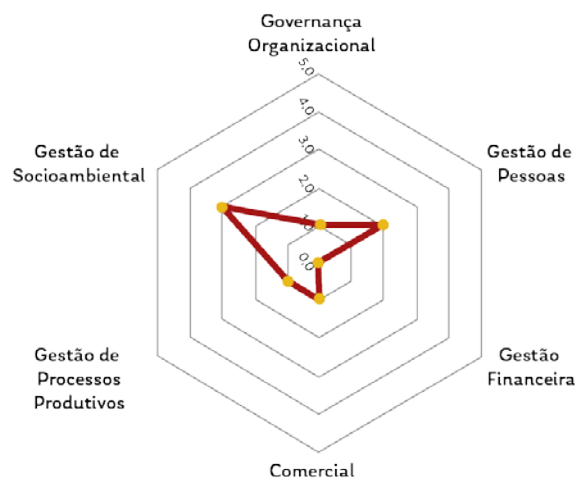 Governança
Organizacional
5,0
4,0
3,0
2,0
1,0
0,0
Gestão de
Pessoas
Gestão
Financeira
Comercial
Gestão de
Processos
Produtivos
Gestão de
Socioambiental